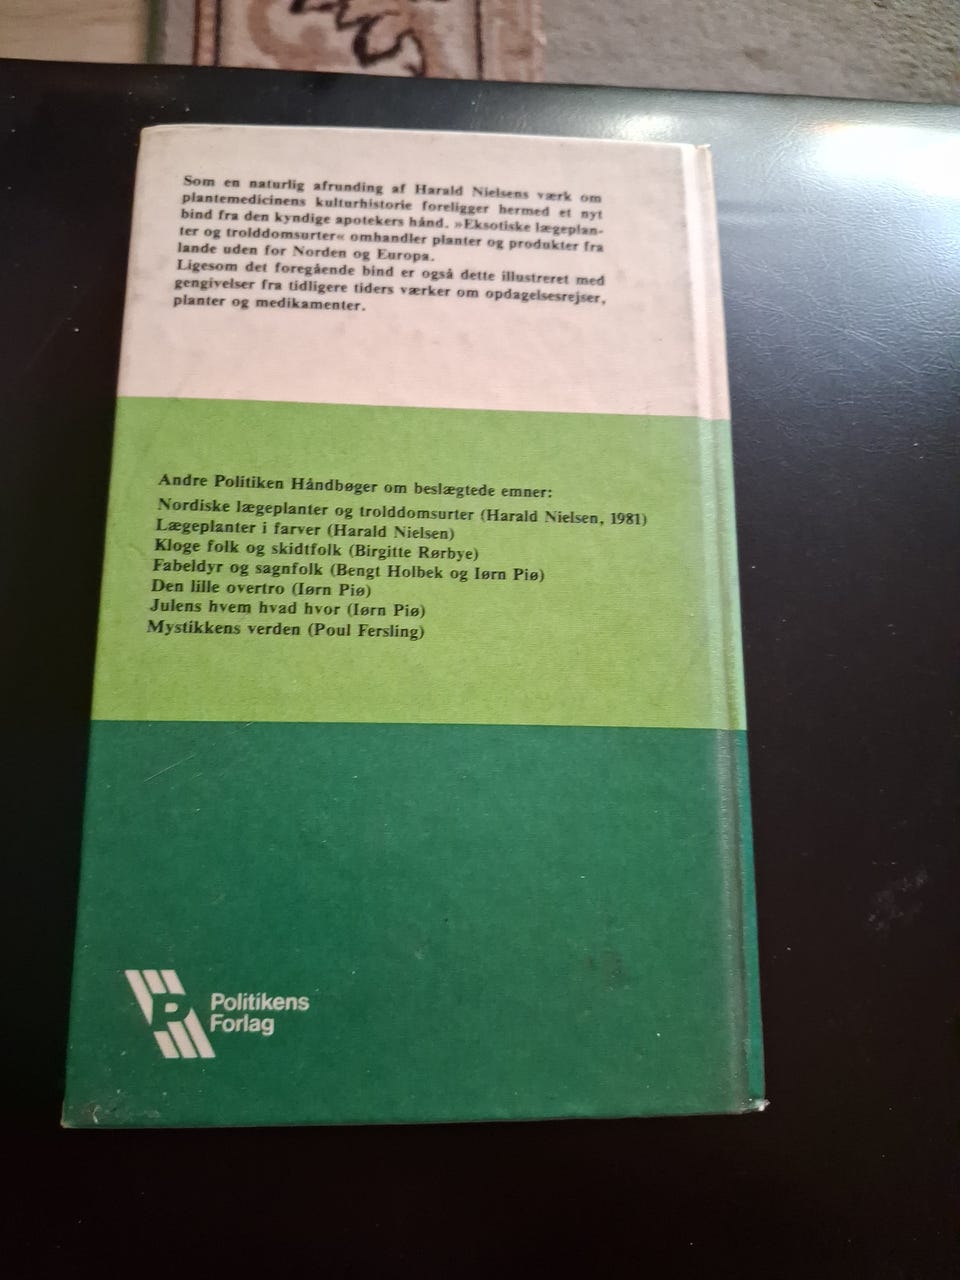 Som en naturlig afrunding af Harald Nielsens værk om
plantemedicinens kulturhistorie foreligger hermed et nyt
bind fra den kyndige apotekers hånd. »Eksotiske lægeplan-
ter og trolddomsurter« omhandler planter og produkter fra
lande uden for Norden og Europa.
Ligesom det foregående bind er også dette illustreret med
gengivelser fra tidligere tiders værker om opdagelsesrejser,
planter og medikamenter.
Andre Politiken Håndbøger om beslægtede emner:
Nordiske lægeplanter og trolddomsurter (Harald Nielsen, 1981)
Lægeplanter i farver (Harald Nielsen)
Kloge folk og skidtfolk (Birgitte Rørbye)
Fabeldyr og sagnfolk (Bengt Holbek og Iørn Piø)
Den lille overtro (Iørn Piø)
Julens hvem hvad hvor (Iørn Piø)
Mystikkens verden (Poul Fersling)
P
Politikens
Forlag